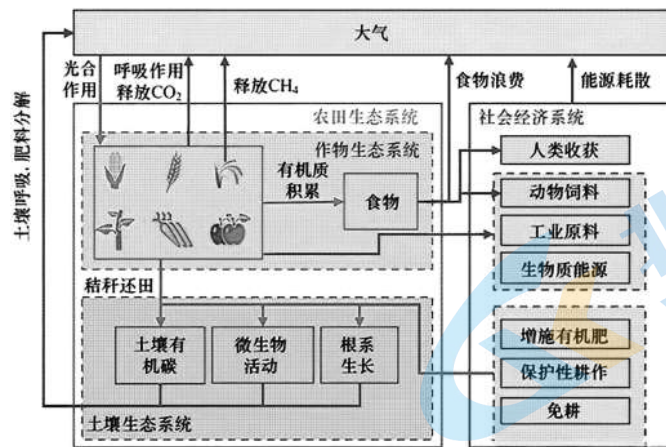 大气
光合
作用
呼吸作用
释放CO₂
释放CH₄
食物浪费
能源耗散
农田生态系统
社会经济系统
作物生态系统
人类收获
有机质
积累
食物
动物饲料
工业原料
生物质能源
土壤呼吸, 肥料分解
秸秆还田
土壤有
机碳
微生物
活动
根系
生长
增施有机肥
保护性耕作
免耕
土壤生态系统